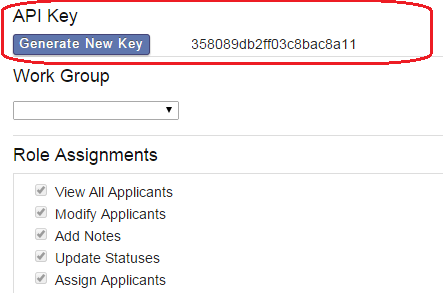 API Key
Generate New Key 358089db2ff03c8bac8a11
Work Group
Role Assignments
View All Applicants
Modify Applicants
Add Notes
Update Statuses
Assign Applicants